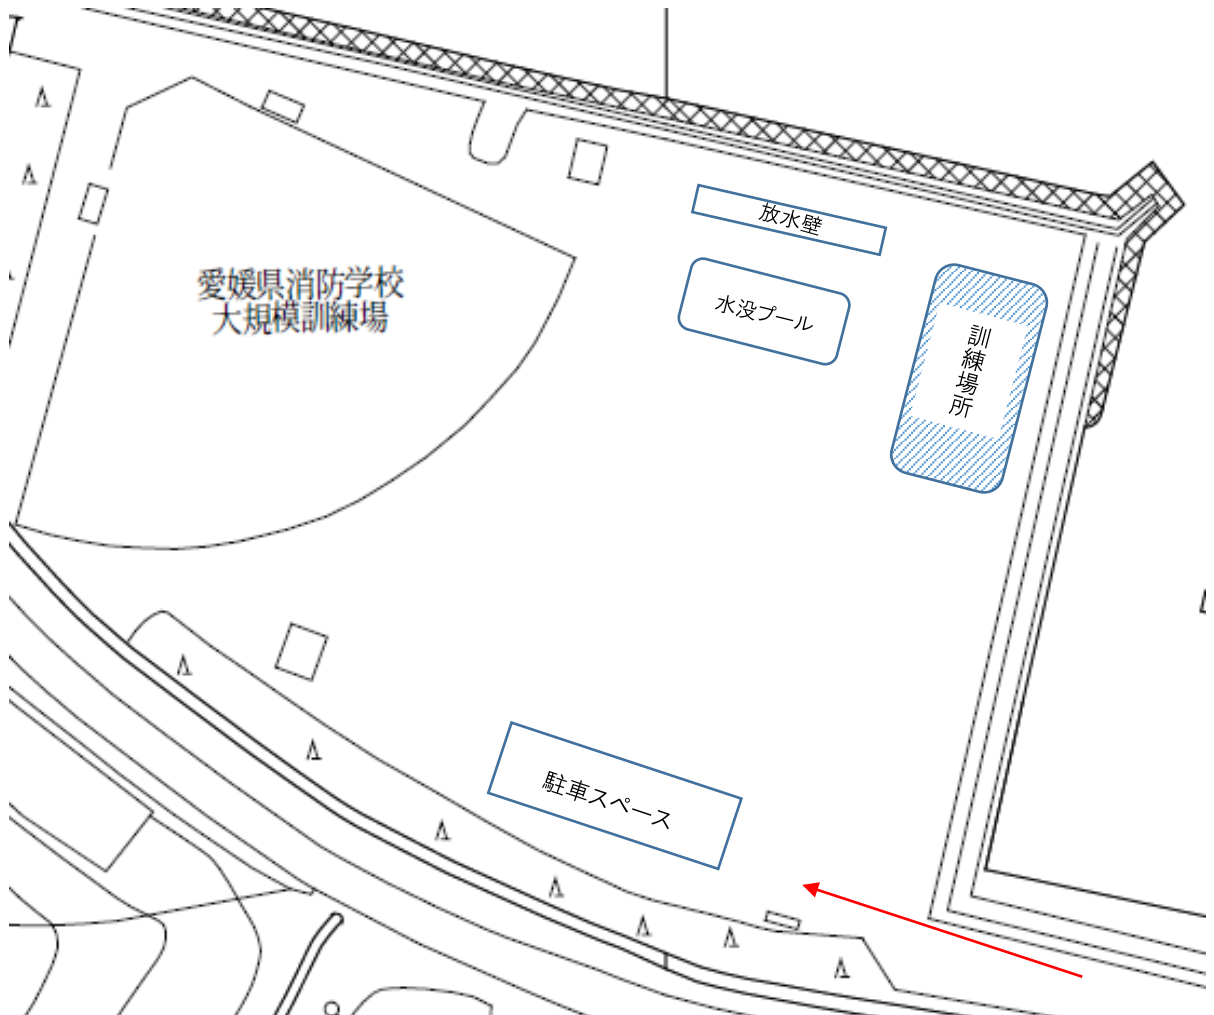 放水壁
愛媛県消防学校
大規模訓練場
水没プール
訓練場所
駐車スペース